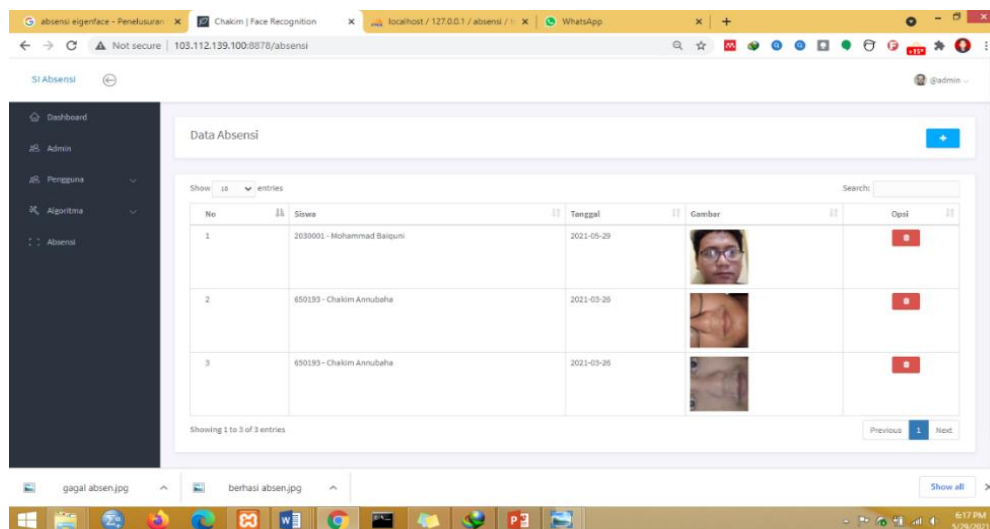 absensi eigenface - Penelusuran
Chakim | Face Recognition
localhost / 127.0.0.1 / absensi /
WhatsApp
Not secure
103.112.139.100:8878/absensi
SI Absensi
@admin
Dashboard
Admin
Pengguna
Algoritma
Absensi
Data Absensi
+
Show 10 entries
Search:
No Siswa Tanggal Gambar Opsi
1 2030001 - Mohammad Baiquni 2021-05-29
2 650193 - Chakim Annubaha 2021-03-26
3 650193 - Chakim Annubaha 2021-03-26
Showing 1 to 3 of 3 entries
Previous 1 Next
gagal absen.jpg
berhasi absen.jpg
Show all
6:17 PM
5/29/2021